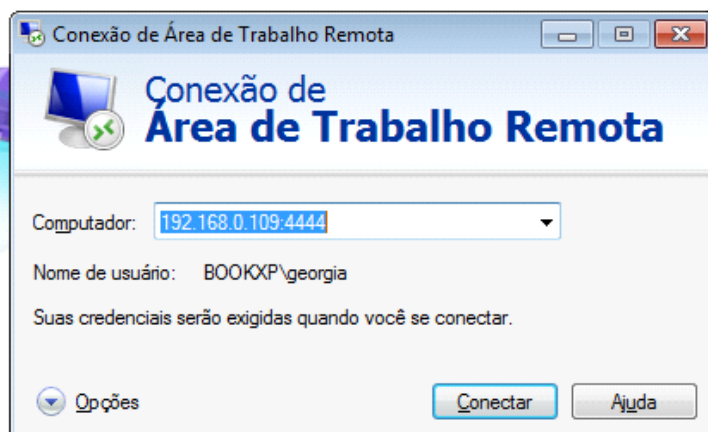 Conexão de Área de Trabalho Remota
Conexão de
Área de Trabalho Remota
Computador: 192.168.0.109:4444
Nome de usuário: BOOKXP\georgia
Suas credenciais serão exigidas quando você se conectar.
Opções Conectar Ajuda